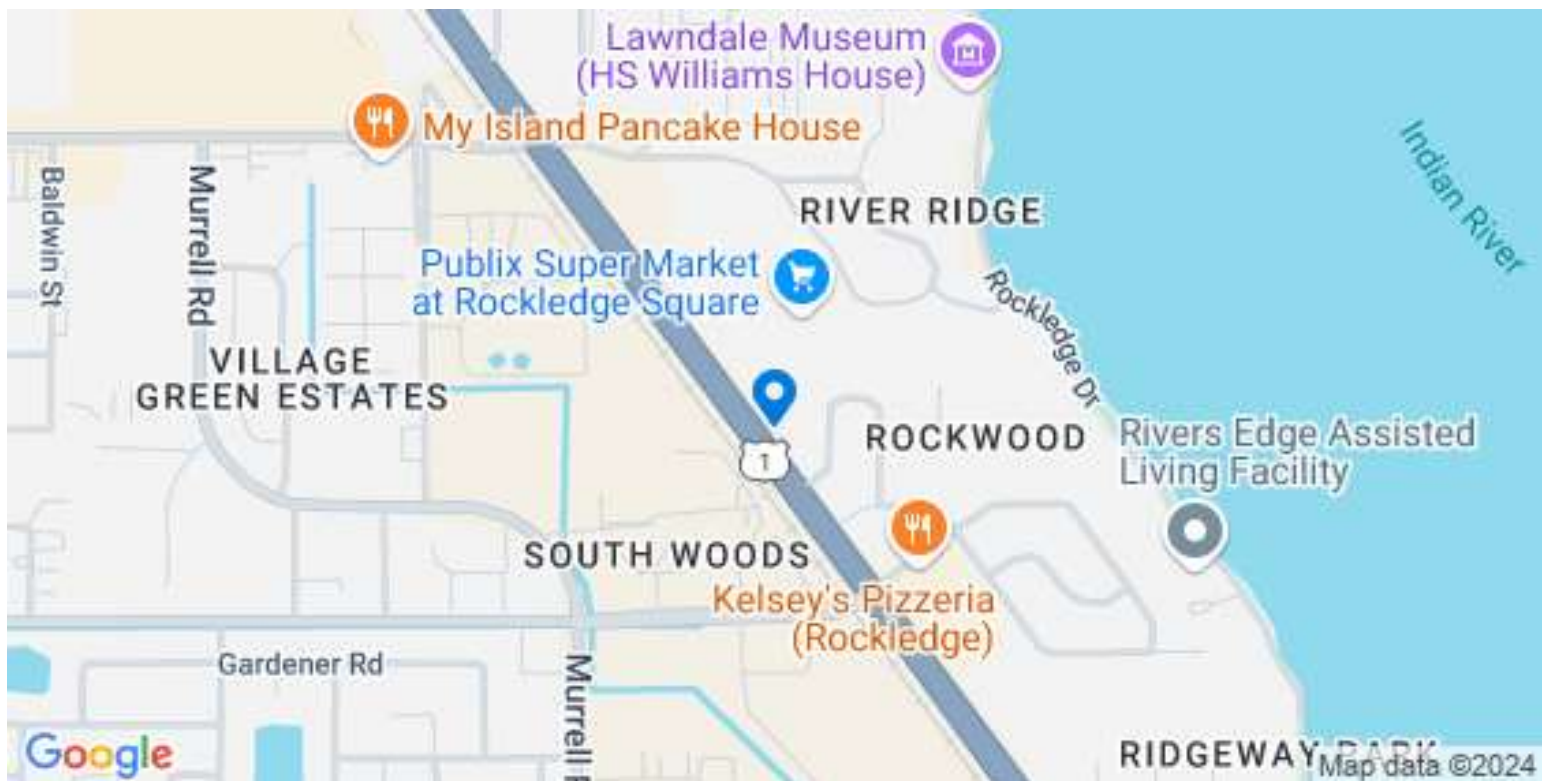 Lawndale Museum
(HS Williams House)
My Island Pancake House
Indian River
Baldwin St
Murrell Rd
RIVER RIDGE
Publix Super Market
at Rockledge Square
Rockledge Dr
VILLAGE
GREEN ESTATES
1
ROCKWOOD
Rivers Edge Assisted
Living Facility
SOUTH WOODS
Kelsey's Pizzeria
(Rockledge)
Gardener Rd
Murrell
Google
RIDGEWAY PARK
Map data ©2024